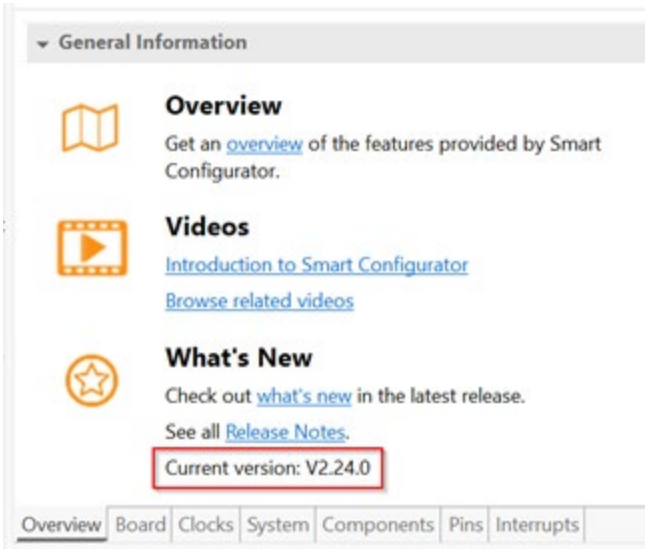 General Information
Overview
Get an overview of the features provided by Smart
Configurator.
Videos
Introduction to Smart Configurator
Browse related videos
What's New
Check out what's new in the latest release.
See all Release Notes.
Current version: V2.24.0
Overview Board Clocks System Components Pins Interrupts